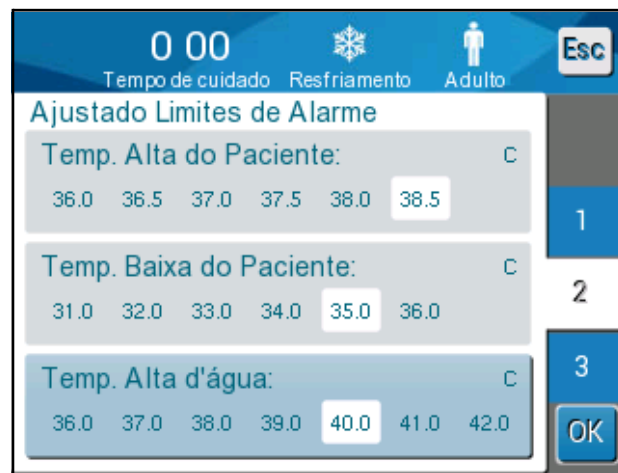 0 00
Tempo de cuidado Resfriamento Adulto
Esc
Ajustado Limites de Alarme
Temp. Alta do Paciente: C
36.0 36.5 37.0 37.5 38.0 38.5
1
Temp. Baixa do Paciente: C
31.0 32.0 33.0 34.0 35.0 36.0
2
Temp. Alta d'água: C
36.0 37.0 38.0 39.0 40.0 41.0 42.0
3
OK